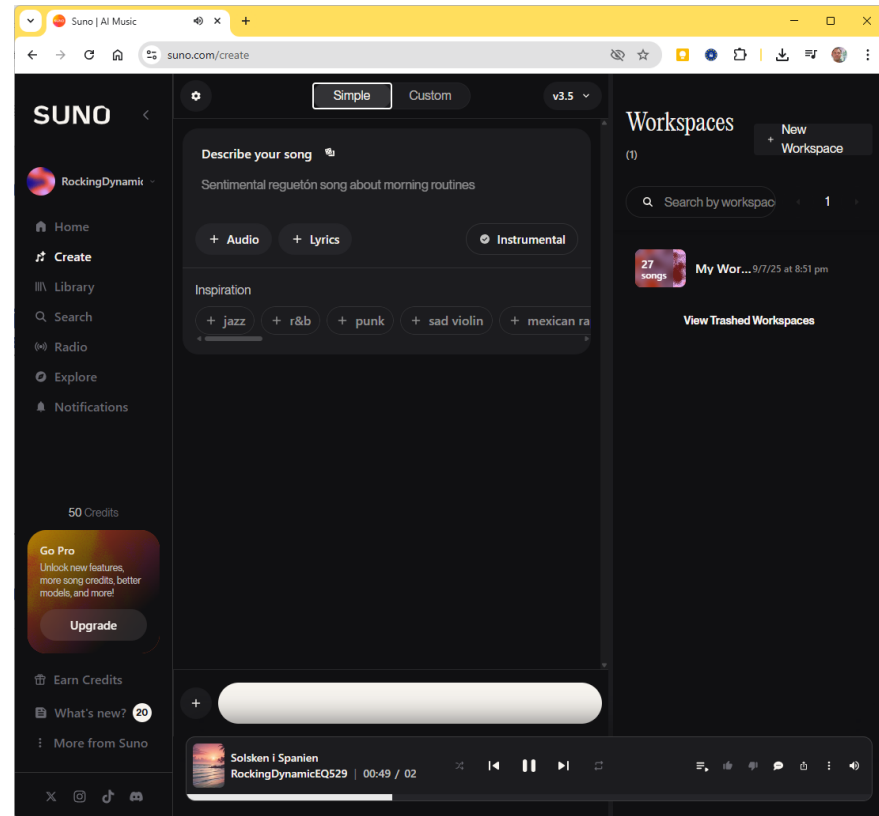 Suno | AI Music
suno.com/create
SUNO
RockingDynamic
Home
Create
Library
Search
Radio
Explore
Notifications
50 Credits
Go Pro
Unlock new features,
more song credits, better
models, and more!
Upgrade
Earn Credits
What's new? 20
More from Suno
Simple
Custom
v3.5
Describe your song
Sentimental reguetón song about morning routines
+ Audio
+ Lyrics
Instrumental
Inspiration
+ jazz
+ r&b
+ punk
+ sad violin
+ mexican ra
Workspaces
(1)
+ New
Workspace
Search by workspac
1
27
songs
My Wor... 9/7/25 at 8:51 pm
View Trashed Workspaces
Solsken i Spanien
RockingDynamicEQ529 | 00:49 / 02